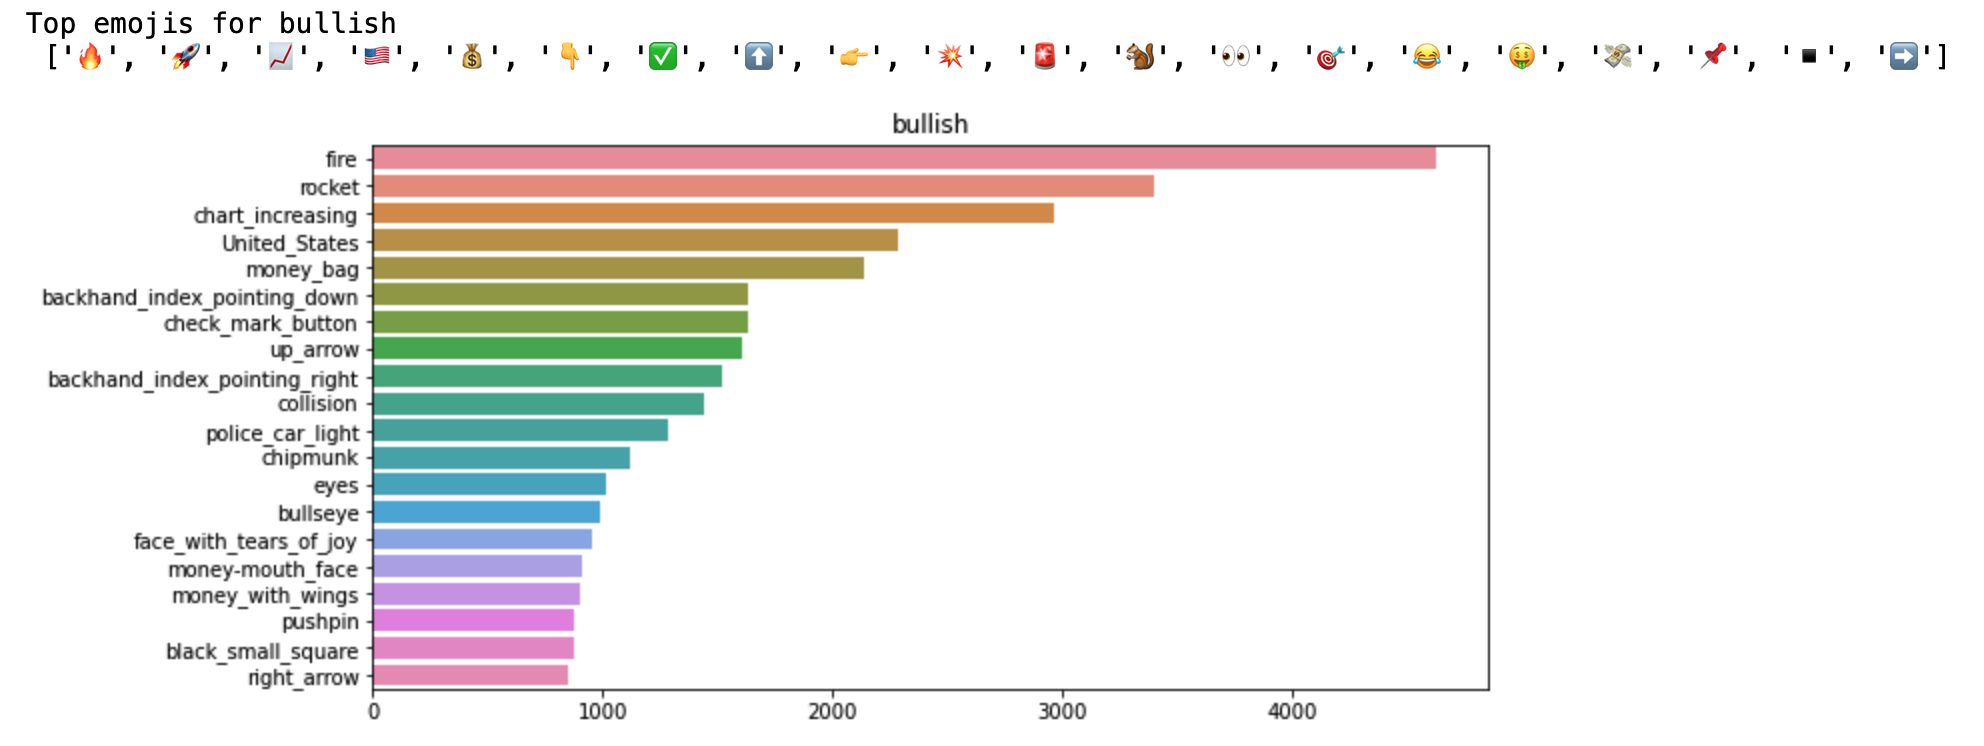 Top emojis for bullish
['🔥', '🚀', '📈', '🇺🇸', '💰', '👇', '✅', '⬆️', '👉', '💥', '🚨', '🐿️', '👀', '🎯', '😂', '🤑', '💸', '📌', '▪️', '➡️']
bullish
fire
rocket
chart_increasing
United_States
money_bag
backhand_index_pointing_down
check_mark_button
up_arrow
backhand_index_pointing_right
collision
police_car_light
chipmunk
eyes
bullseye
face_with_tears_of_joy
money-mouth_face
money_with_wings
pushpin
black_small_square
right_arrow
0 1000 2000 3000 4000